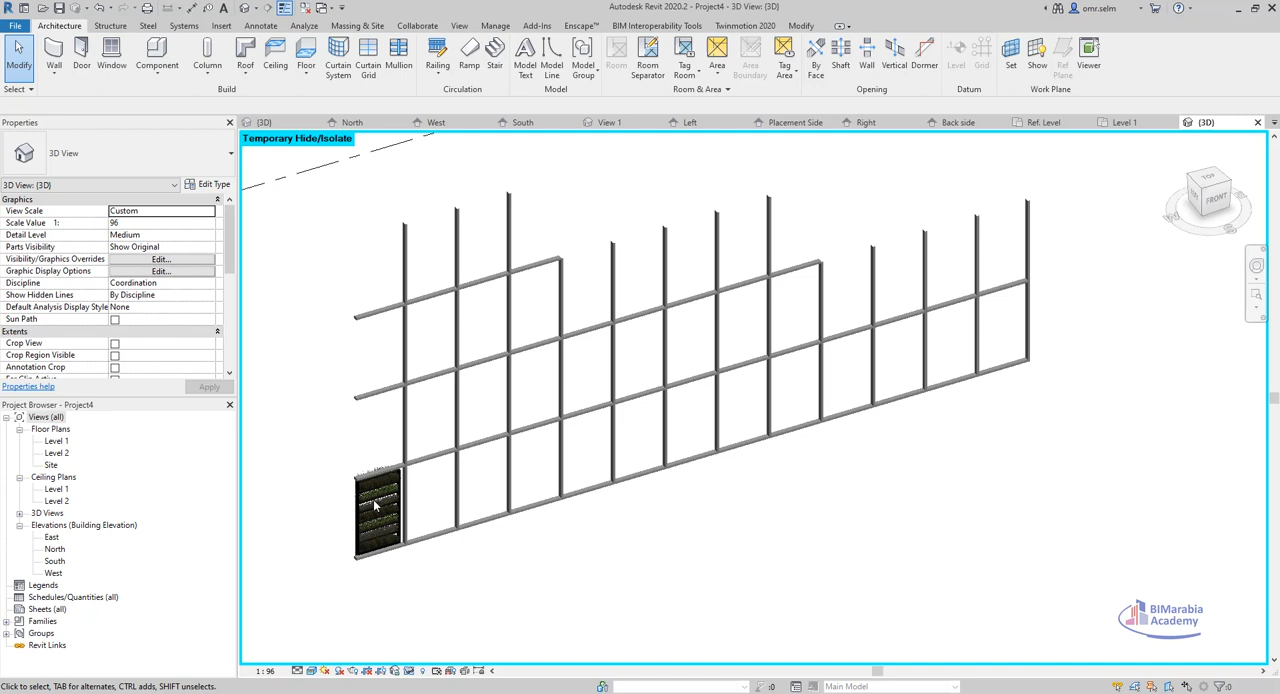 Autodesk Revit 2020.2 - Project4 - 3D View: {3D}
omr.selm
File Architecture Structure Steel Systems Insert Annotate Analyze Massing & Site Collaborate View Manage Add-Ins Enscape™ BIM Interoperability Tools Twinmotion 2020 Modify
Modify Wall Door Window Component Column Roof Ceiling Floor Curtain System Curtain Grid Mullion Railing Ramp Stair Model Text Model Line Model Group Room Room Separator Tag Room Area Area Boundary Tag Area By Face Shaft Wall Vertical Dormer Level Grid Set Show Ref Plane Viewer
Select Build Circulation Model Room & Area Opening Datum Work Plane
Properties
{3D} North West South View 1 Left Placement Side Right Back side Ref. Level Level 1 {3D}
Temporary Hide/Isolate
3D View
3D View: {3D} Edit Type
Graphics
View Scale Custom
Scale Value 1: 96
Detail Level Medium
Parts Visibility Show Original
Visibility/Graphics Overrides Edit...
Graphic Display Options Edit...
Discipline Coordination
Show Hidden Lines By Discipline
Default Analysis Display Style None
Sun Path
Extents
Crop View
Crop Region Visible
Annotation Crop
Properties help Apply
TOP
FRONT
Project Browser - Project4
Views (all)
Floor Plans
Level 1
Level 2
Site
Ceiling Plans
Level 1
Level 2
3D Views
Elevations (Building Elevation)
East
North
South
West
Legends
Schedules/Quantities (all)
Sheets (all)
Families
Groups
Revit Links
BIMarabia
Academy
1 : 96
Click to select, TAB for alternates, CTRL adds, SHIFT unselects. :0 Main Model :0